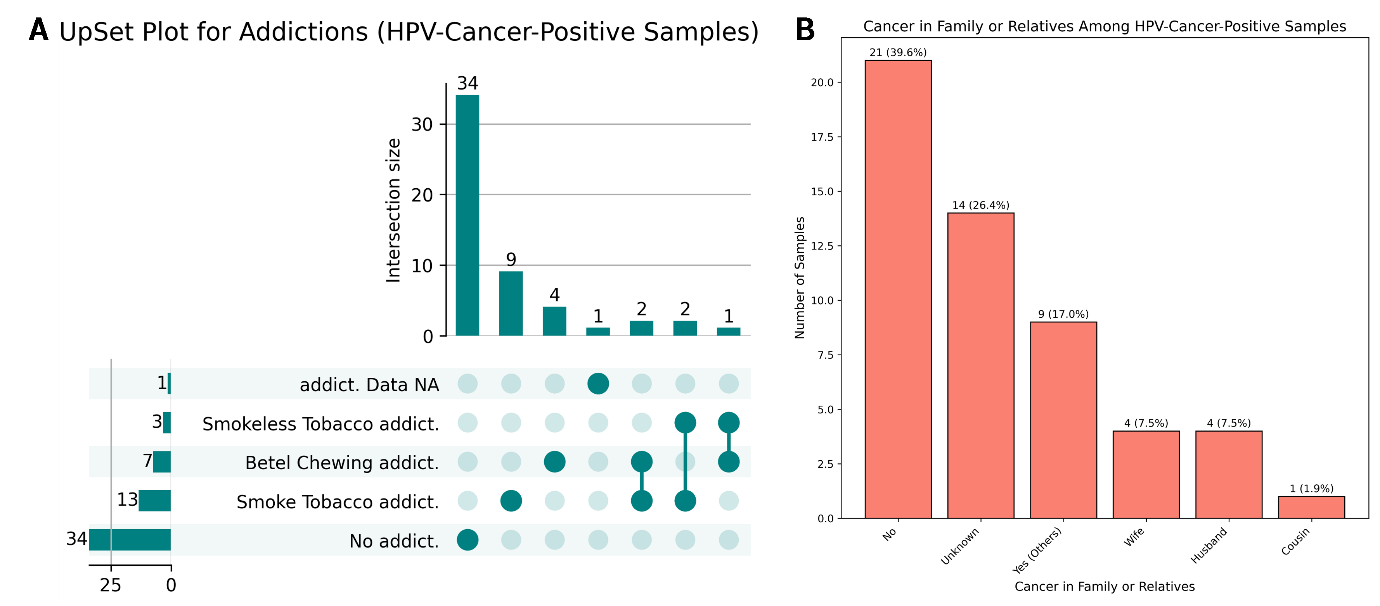 A UpSet Plot for Addictions (HPV-Cancer-Positive Samples)
34
30
20
10
0
Intersection size
9
4
1
2
2
1
1
addict. Data NA
3
Smokeless Tobacco addict.
7
Betel Chewing addict.
13
Smoke Tobacco addict.
34
No addict.
25
0
B
Cancer in Family or Relatives Among HPV-Cancer-Positive Samples
21 (39.6%)
14 (26.4%)
9 (17.0%)
4 (7.5%)
4 (7.5%)
1 (1.9%)
20.0
17.5
15.0
12.5
10.0
7.5
5.0
2.5
0.0
Number of Samples
No
Unknown
Yes (Others)
Wife
Husband
Cousin
Cancer in Family or Relatives